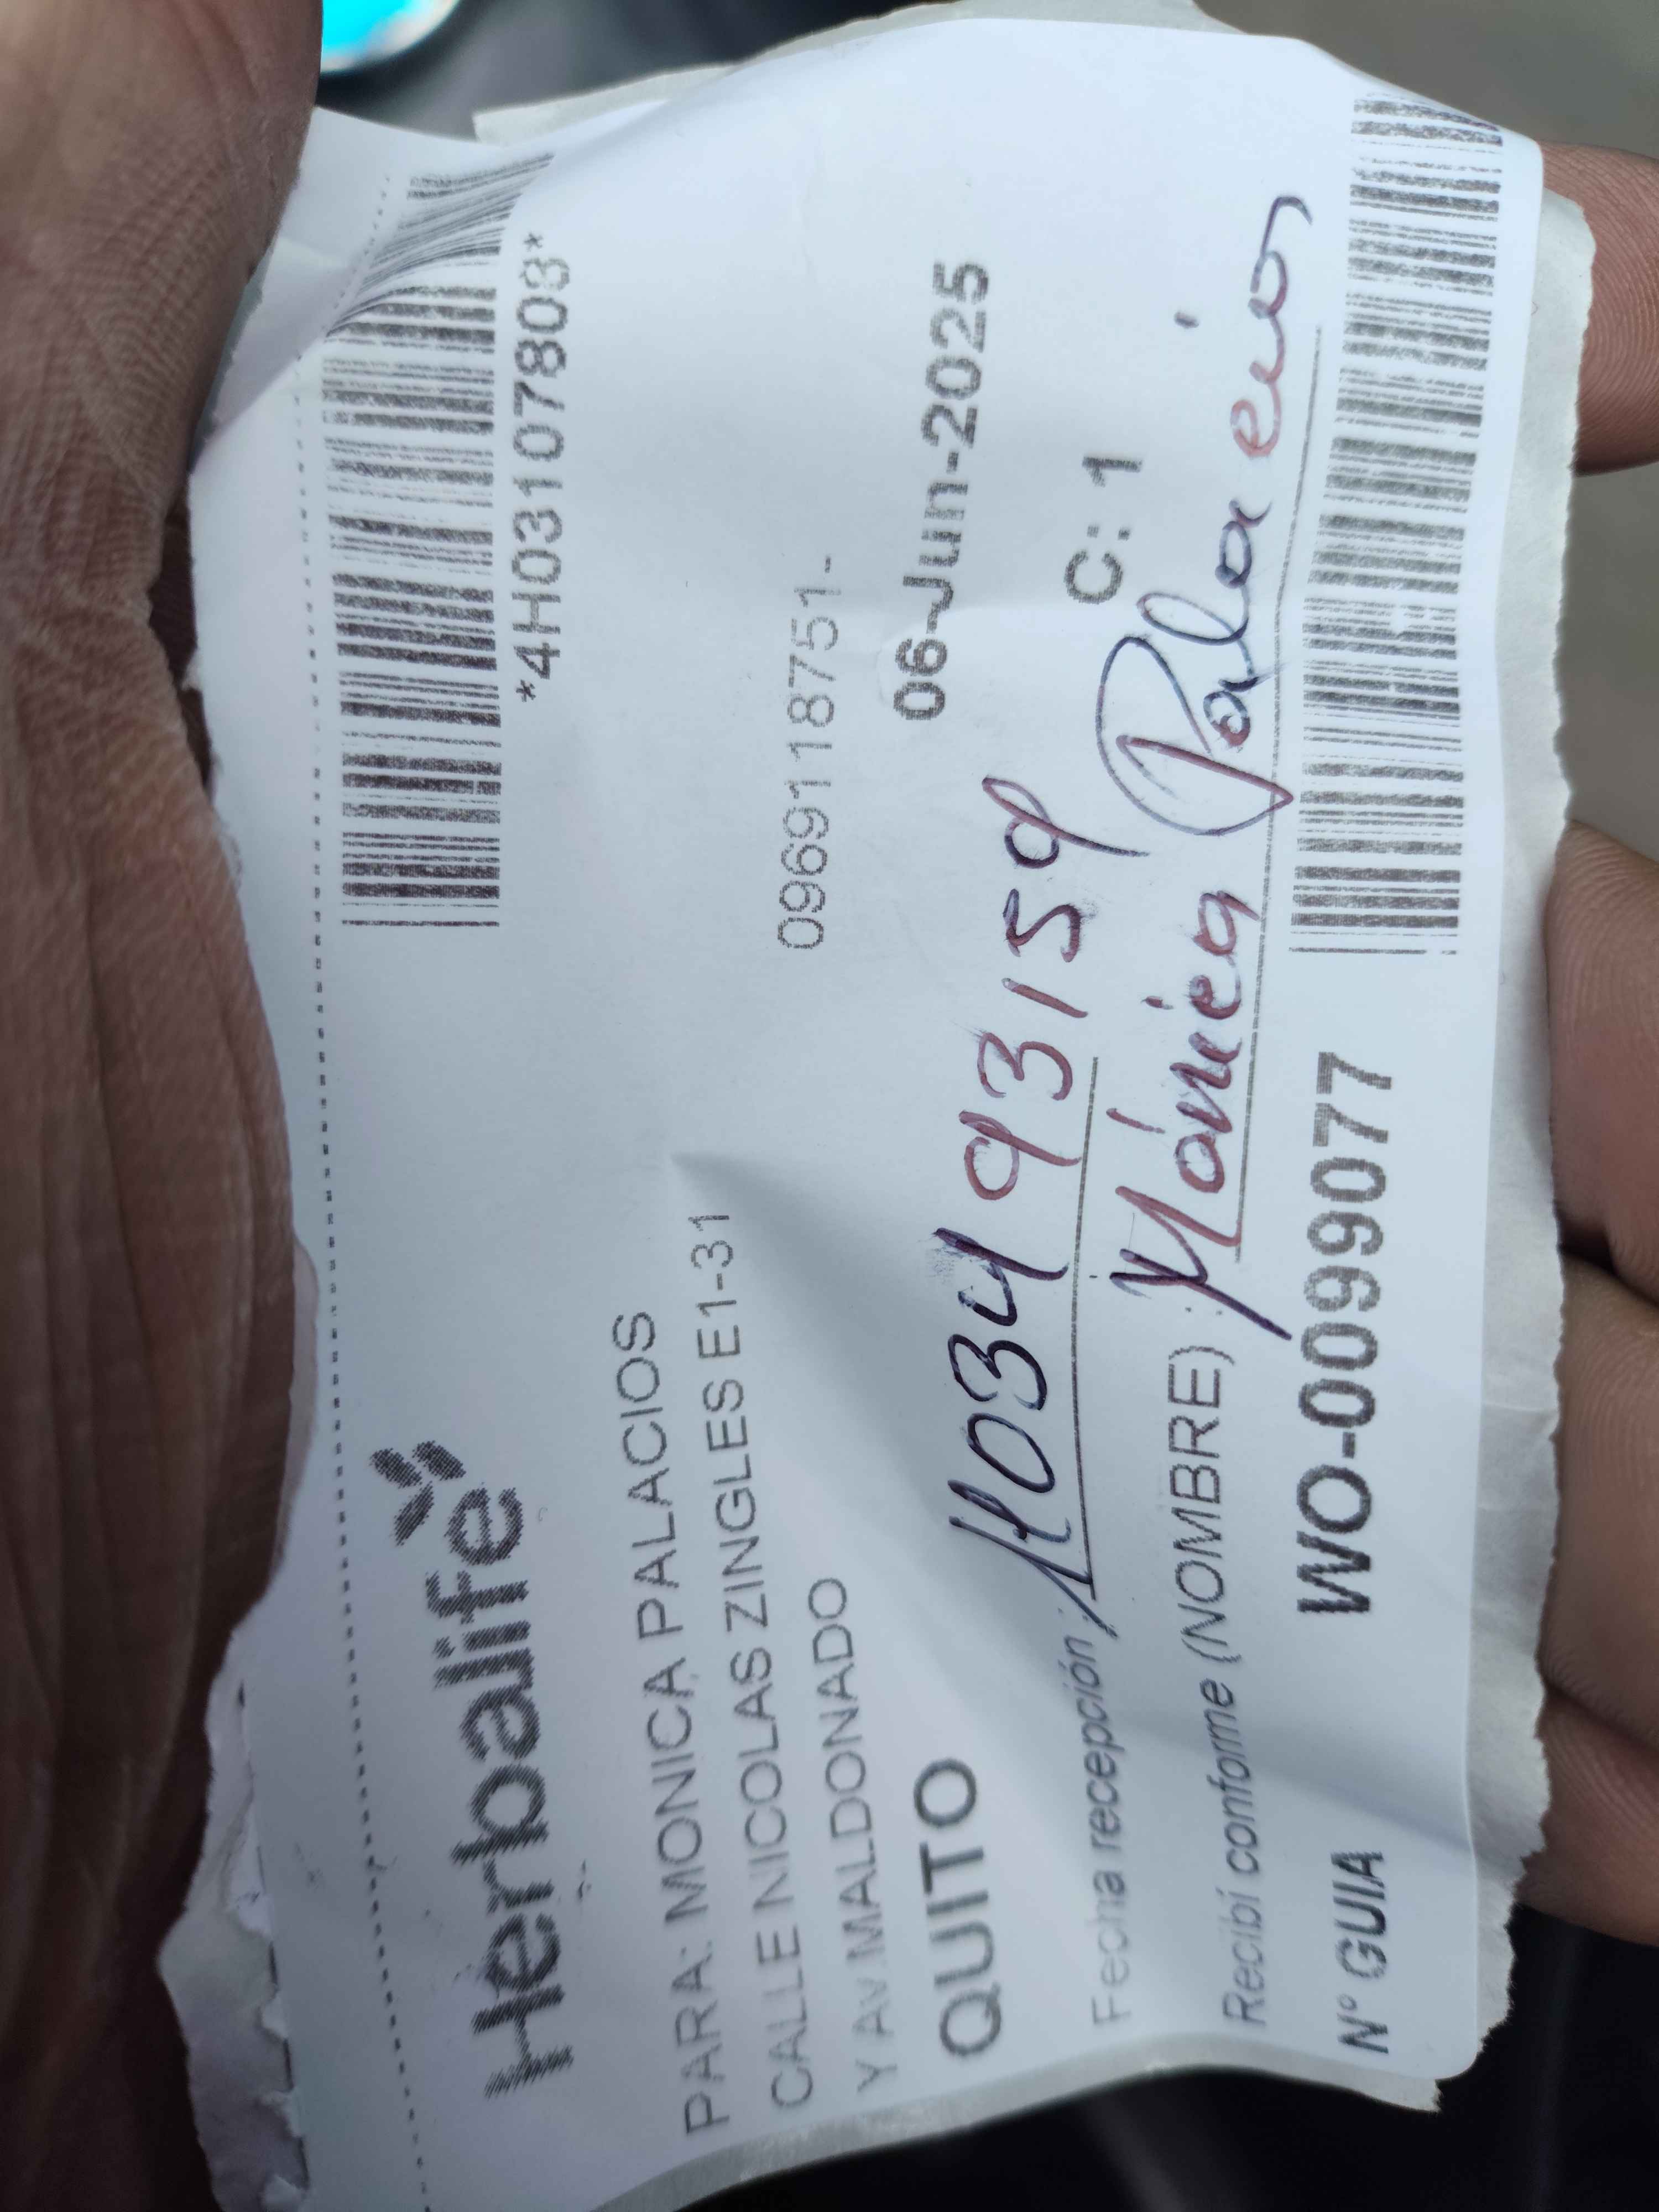 Herbalife
*4H03107808*
PARA: MONICA PALACIOS
CALLE NICOLAS ZINGLES E1-31
Y AV MALDONADO
0969118751-
QUITO
06-Jun-2025
C: 1
Fecha recepción:
Recibí conforme (NOMBRE) : Mónica Palacios
N° GUIA WO-0099077